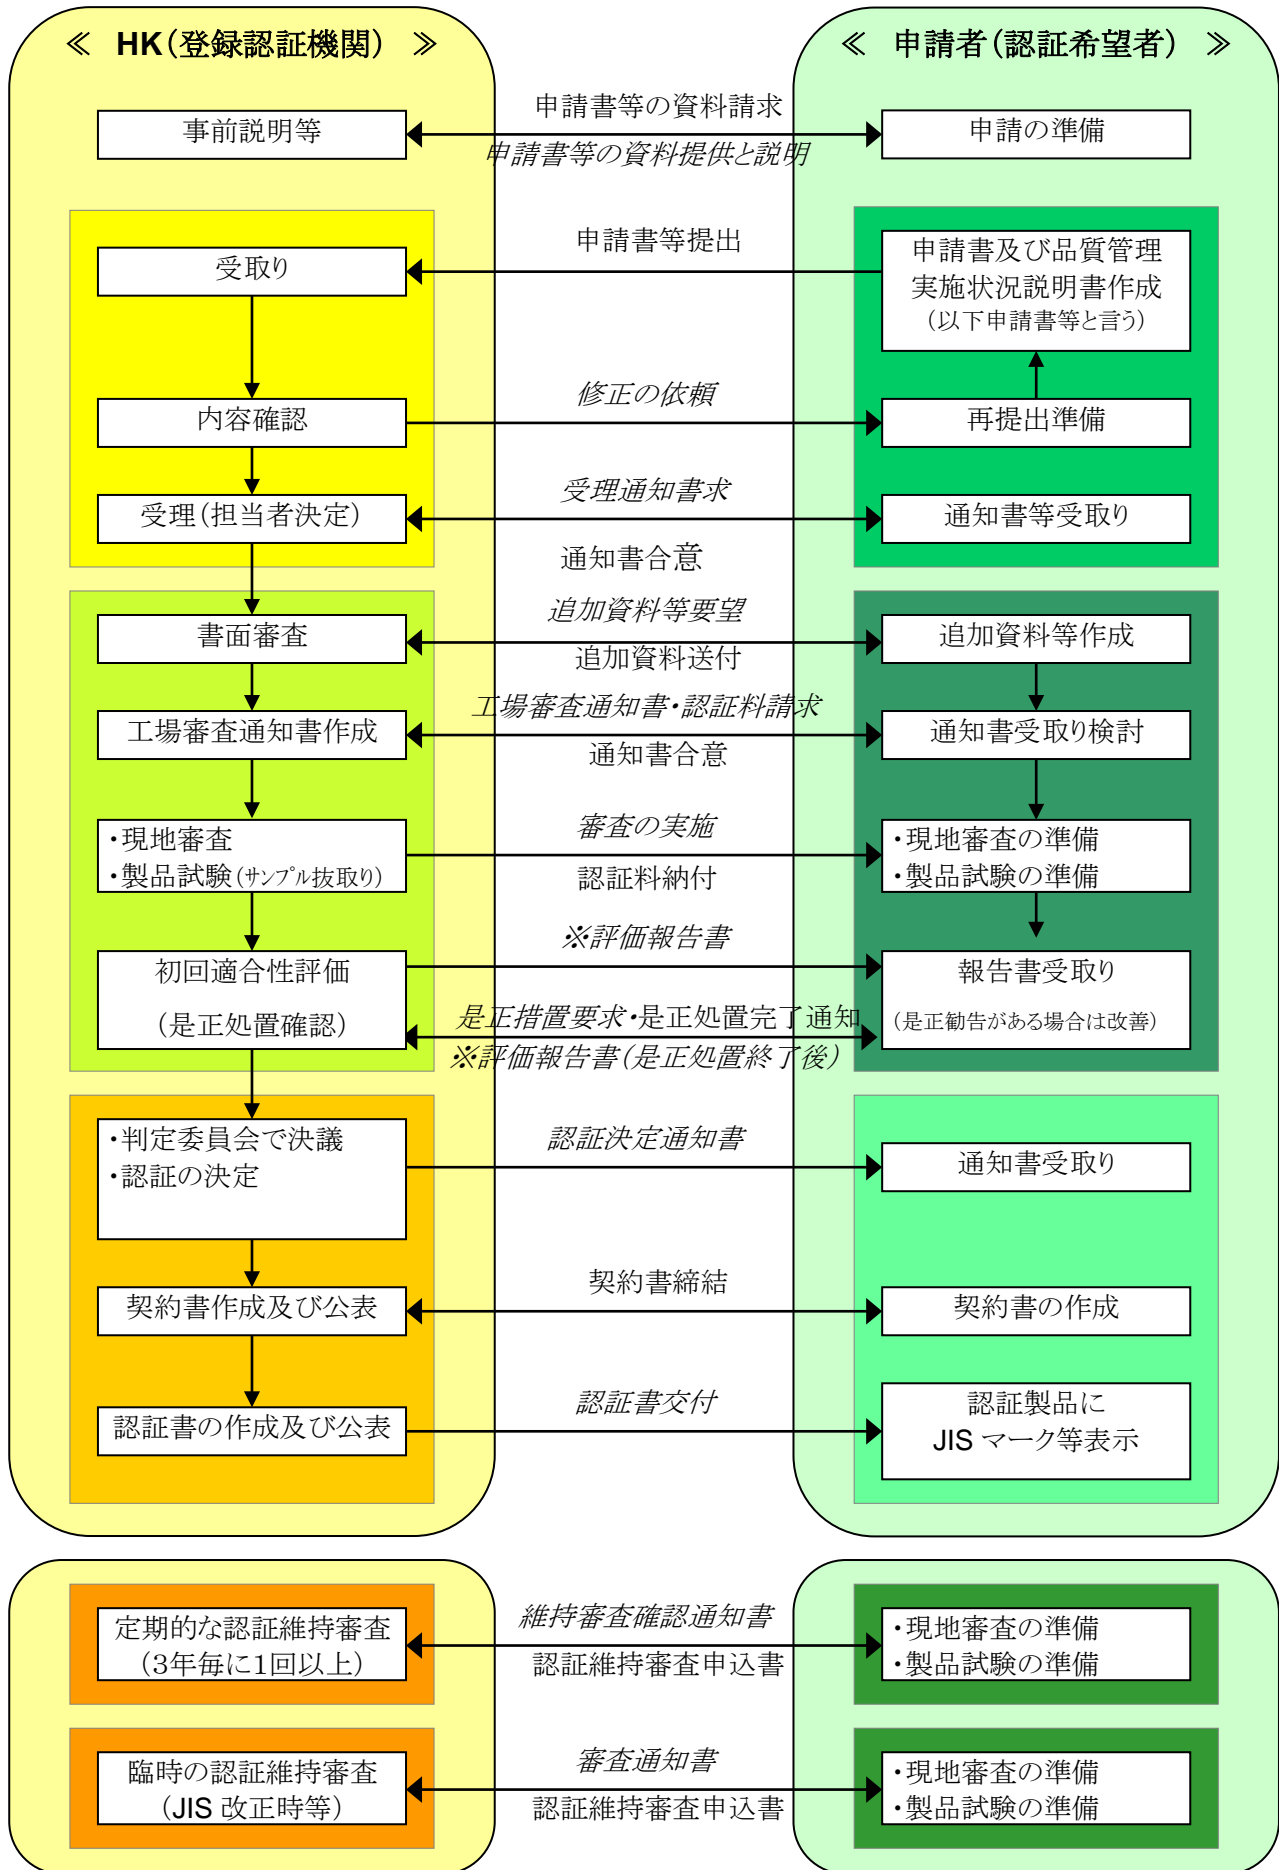 ≪ HK(登録認証機関) ≫
≪ 申請者(認証希望者) ≫
事前説明等
申請書等の資料請求
申請書等の資料提供と説明
申請の準備
受取り
申請書等提出
申請書及び品質管理
実施状況説明書作成
(以下申請書等と言う)
内容確認
修正の依頼
再提出準備
受理(担当者決定)
受理通知書求
通知書合意
通知書等受取り
書面審査
追加資料等要望
追加資料送付
追加資料等作成
工場審査通知書作成
工場審査通知書・認証料請求
通知書合意
通知書受取り検討
・現地審査
・製品試験(サンプル抜取り)
審査の実施
認証料納付
・現地審査の準備
・製品試験の準備
初回適合性評価
(是正処置確認)
※評価報告書
是正措置要求・是正処置完了通知
※評価報告書(是正処置終了後)
報告書受取り
(是正勧告がある場合は改善)
・判定委員会で決議
・認証の決定
認証決定通知書
通知書受取り
契約書作成及び公表
契約書締結
契約書の作成
認証書の作成及び公表
認証書交付
認証製品に
JIS マーク等表示
定期的な認証維持審査
(3年毎に1回以上)
維持審査確認通知書
認証維持審査申込書
・現地審査の準備
・製品試験の準備
臨時の認証維持審査
(JIS 改正時等)
審査通知書
認証維持審査申込書
・現地審査の準備
・製品試験の準備